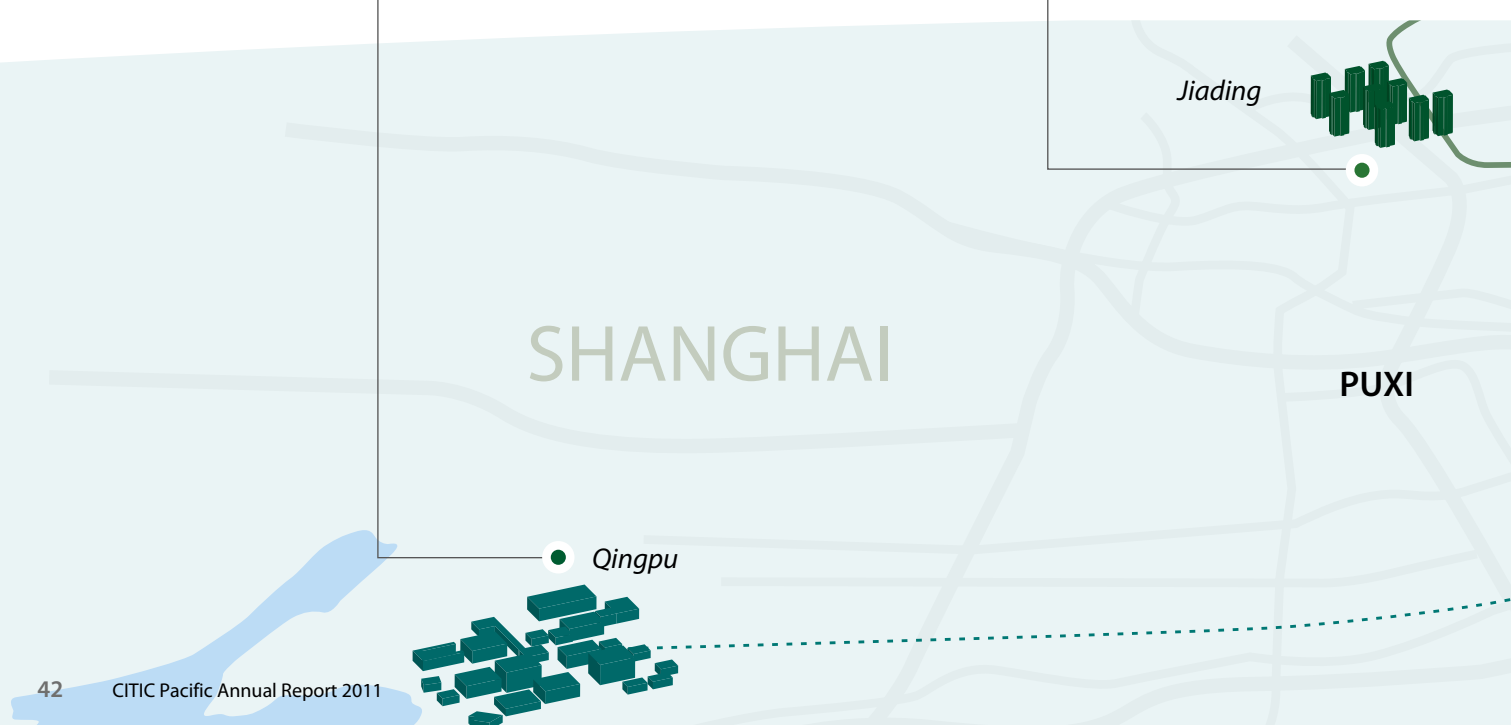 Jiading
SHANGHAI
PUXI
Qingpu
42 CITIC Pacific Annual Report 2011